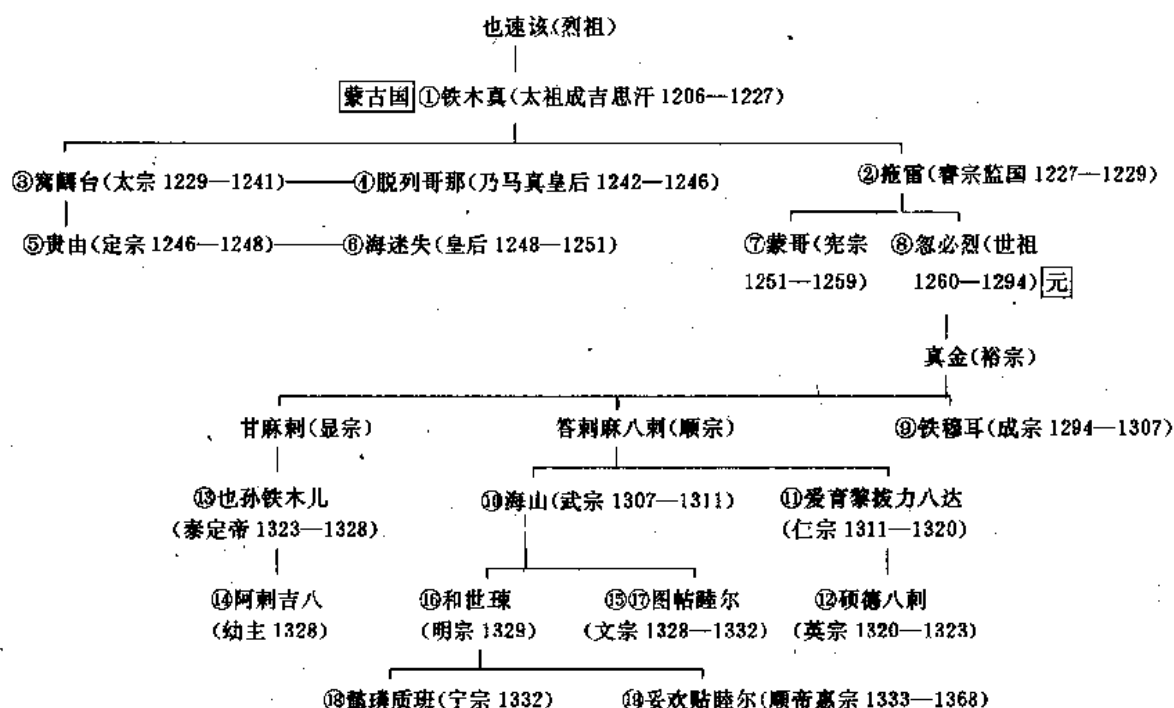 也速该(烈祖)
蒙古国 ①铁木真(太祖成吉思汗 1206—1227)
③窝阔台(太宗 1229—1241)——④脱列哥那(乃马真皇后 1242—1246) ②拖雷(睿宗监国 1227—1229)
⑤贵由(定宗 1246—1248)——⑥海迷失(皇后 1248—1251) ⑦蒙哥(宪宗 ⑧忽必烈(世祖
1251—1259) 1260—1294)元
真金(裕宗)
甘麻剌(显宗) 答剌麻八剌(顺宗) ⑨铁穆耳(成宗 1294—1307)
⑬也孙铁木儿 ⑩海山(武宗 1307—1311) ⑪爱育黎拔力八达
(泰定帝 1323—1328) (仁宗 1311—1320)
⑭阿剌吉八 ⑯和世㻋 ⑮⑰图帖睦尔 ⑫硕德八剌
(幼主 1328) (明宗 1329) (文宗 1328—1332) (英宗 1320—1323)
⑱懿璘质班(宁宗 1332) ⑲妥欢贴睦尔(顺帝惠宗 1333—1368)